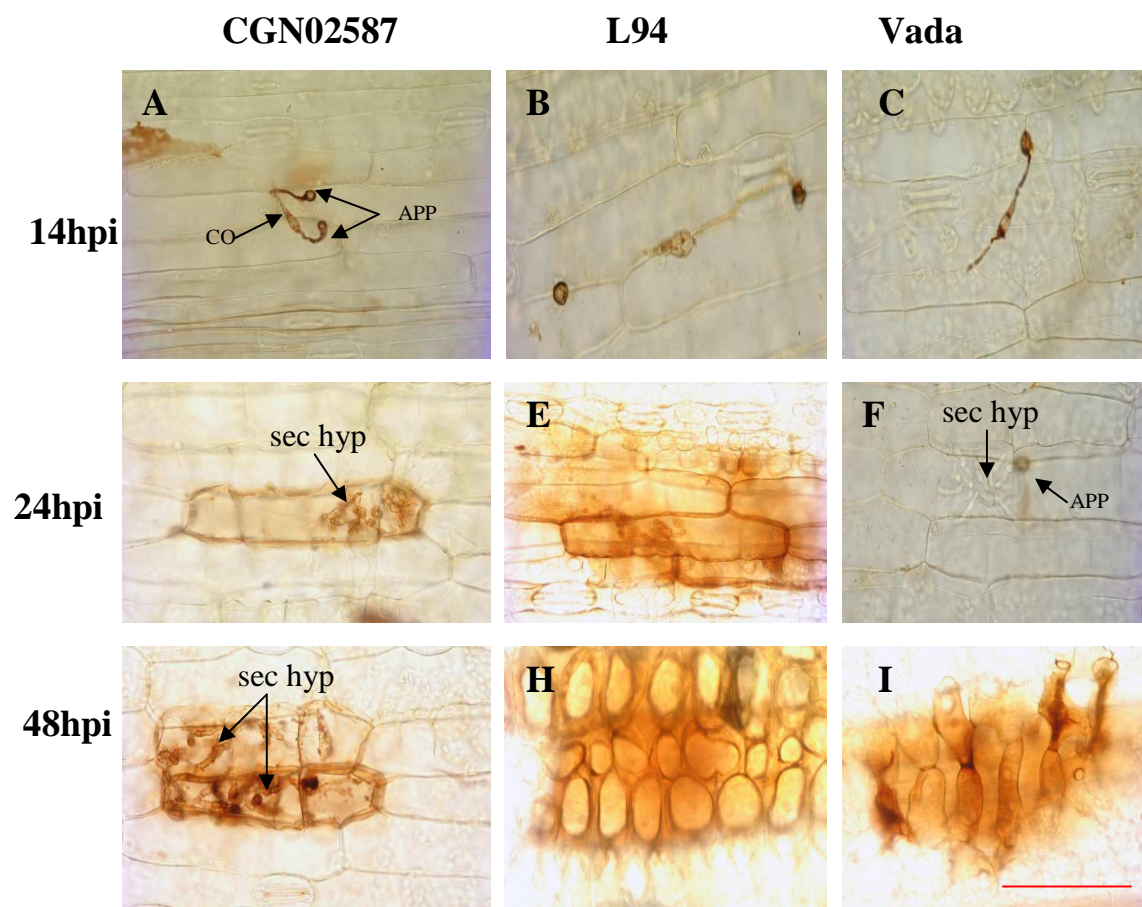 CGN02587 L94 Vada
14hpi
A
CO
APP
B
C
24hpi
sec hyp
E
F
sec hyp
APP
48hpi
sec hyp
H
I